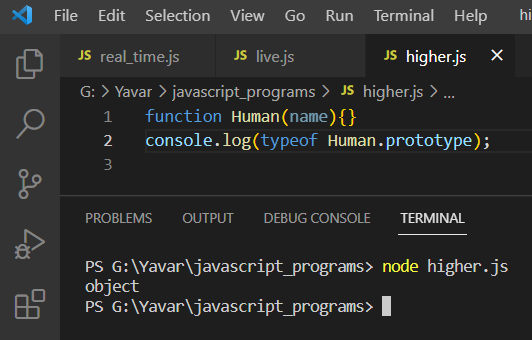 File Edit Selection View Go Run Terminal Help hi
JS real_time.js JS live.js JS higher.js ×
G: > Yavar > javascript_programs > JS higher.js > ...
1 function Human(name){}
2 console.log(typeof Human.prototype);
3
PROBLEMS OUTPUT DEBUG CONSOLE TERMINAL
PS G:\Yavar\javascript_programs> node higher.js
object
PS G:\Yavar\javascript_programs>